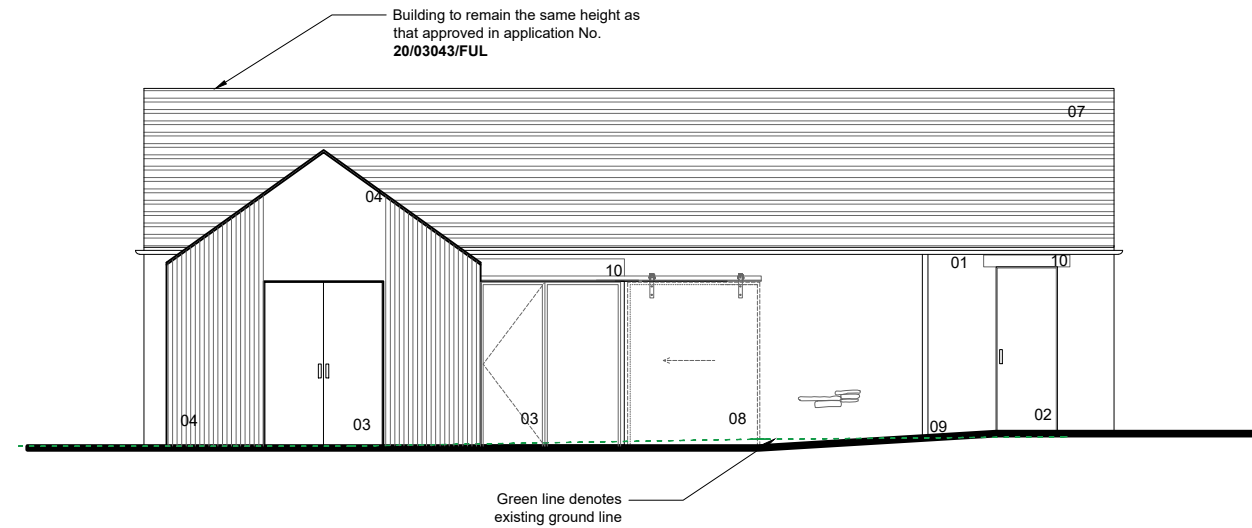 Building to remain the same height as
that approved in application No.
20/03043/FUL
07
04
01
10
10
04
03
03
08
09
02
Green line denotes
existing ground line